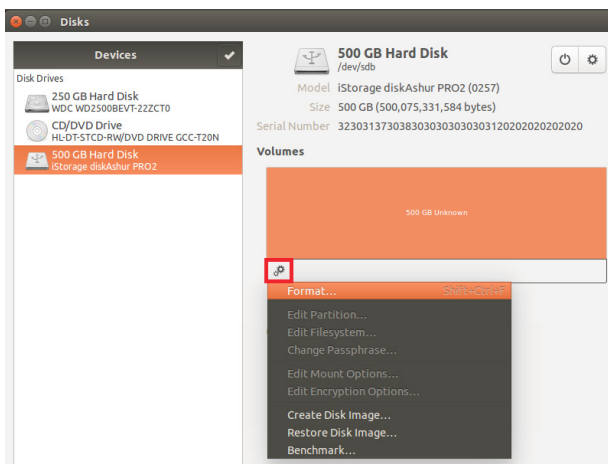 Disks
Devices
Disk Drives
250 GB Hard Disk
WDC WD2500BEVT-22ZCT0
CD/DVD Drive
HL-DT-STCD-RW/DVD DRIVE GCC-T20N
500 GB Hard Disk
iStorage diskAshur PRO2
500 GB Hard Disk
/dev/sdb
Model iStorage diskAshur PRO2 (0257)
Size 500 GB (500,075,331,584 bytes)
Serial Number 32303137303830303030303031202020202020
Volumes
500 GB Unknown
Format... Shift+Ctrl+F
Edit Partition...
Edit Filesystem...
Change Passphrase...
Edit Mount Options...
Edit Encryption Options...
Create Disk Image...
Restore Disk Image...
Benchmark...